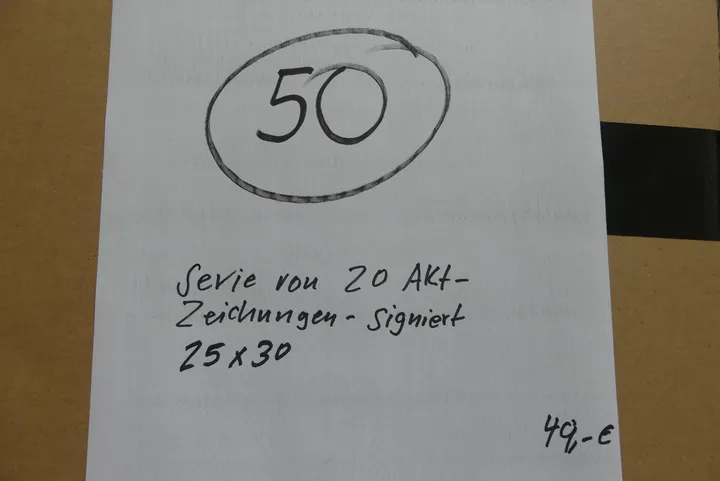 50
Serie von 20 Akt-
Zeichnungen - Signiert
25 x 30
49,- €